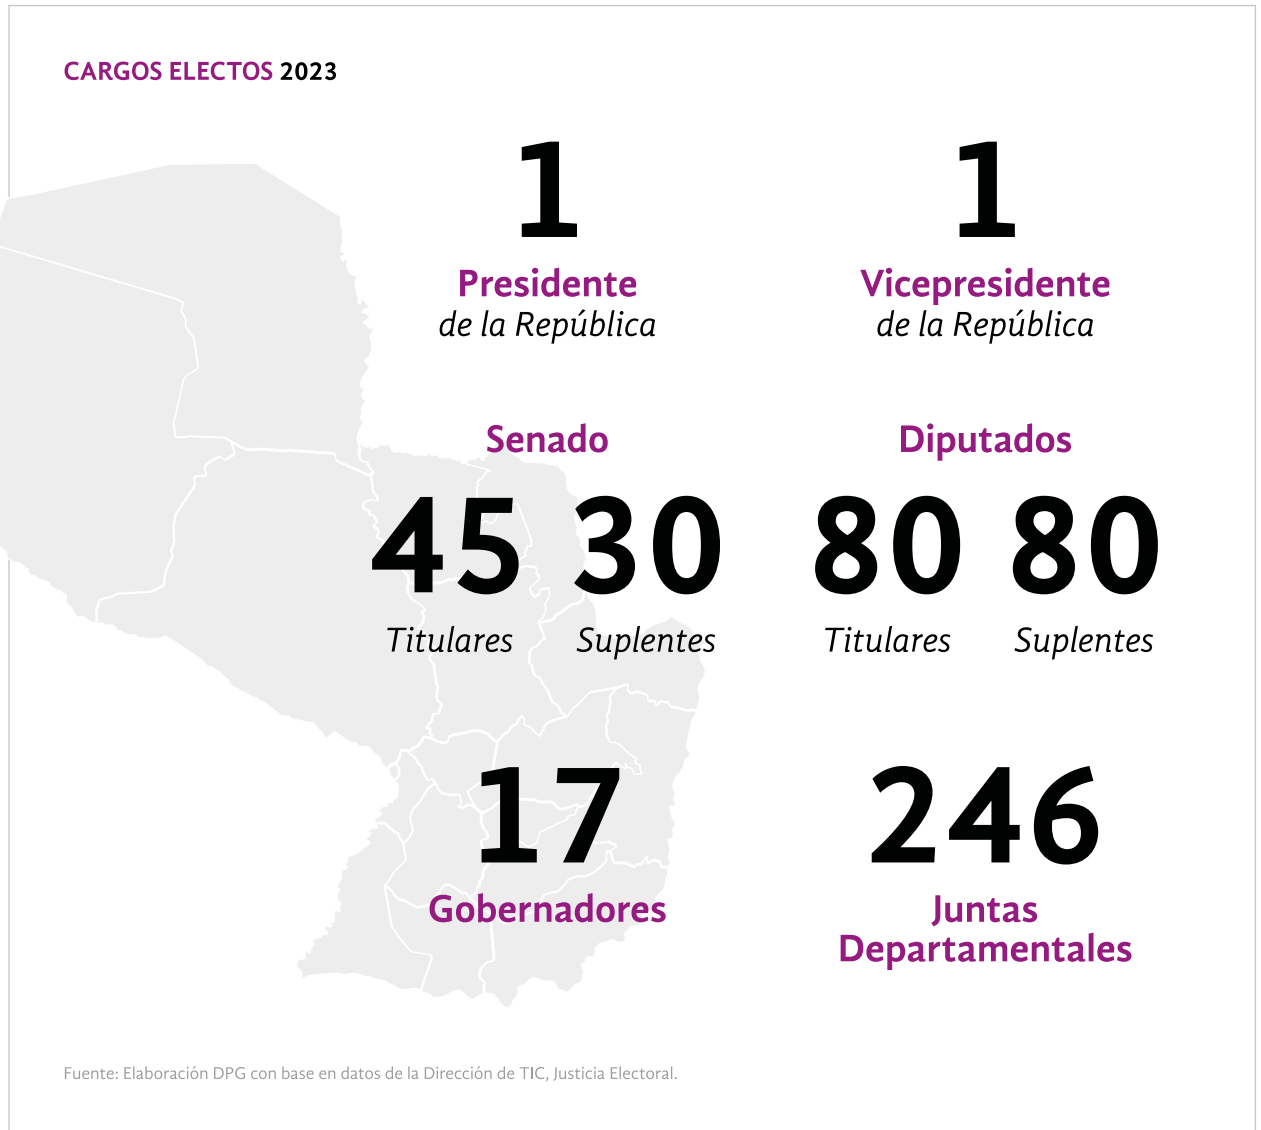 CARGOS ELECTOS 2023
1
Presidente
de la República
1
Vicepresidente
de la República
Senado
45 30
Titulares Suplentes
Diputados
80 80
Titulares Suplentes
17
Gobernadores
246
Juntas
Departamentales
Fuente: Elaboración DPG con base en datos de la Dirección de TIC, Justicia Electoral.